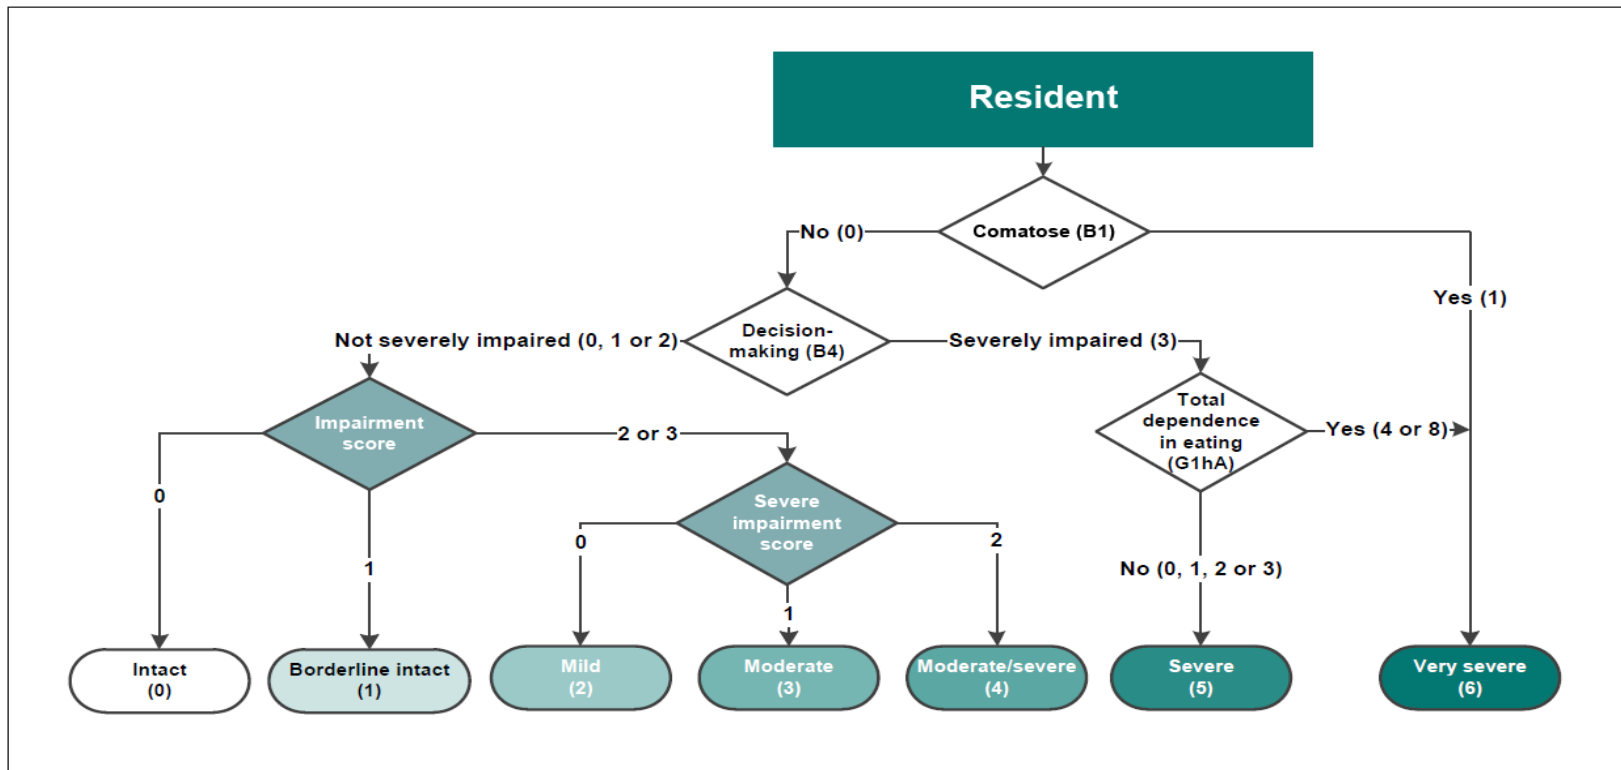 Resident
Comatose (B1)
No (0)
Yes (1)
Decision-
making (B4)
Not severely impaired (0, 1 or 2)
Severely impaired (3)
Total
dependence
in eating
(G1hA)
Yes (4 or 8)
Impairment
score
2 or 3
0
Severe
impairment
score
0
2
1
No (0, 1, 2 or 3)
1
Intact
(0)
Borderline intact
(1)
Mild
(2)
Moderate
(3)
Moderate/severe
(4)
Severe
(5)
Very severe
(6)